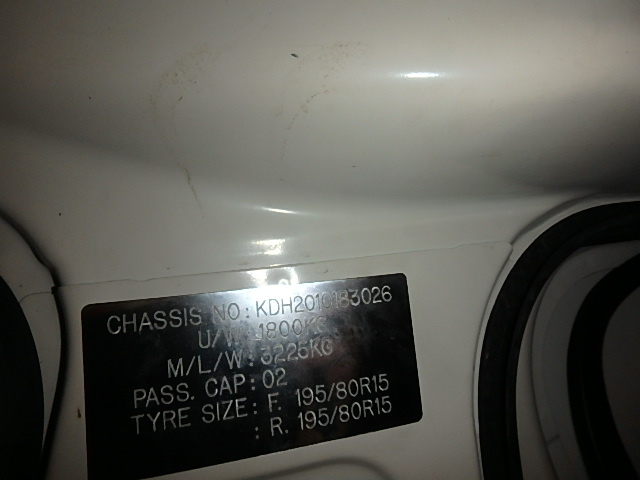 CHASSIS NO: KDH2010183026
U/W: 1800KG
M/L/W: 3225KG
PASS. CAP: 02
TYRE SIZE: F. 195/80R15
: R. 195/80R15